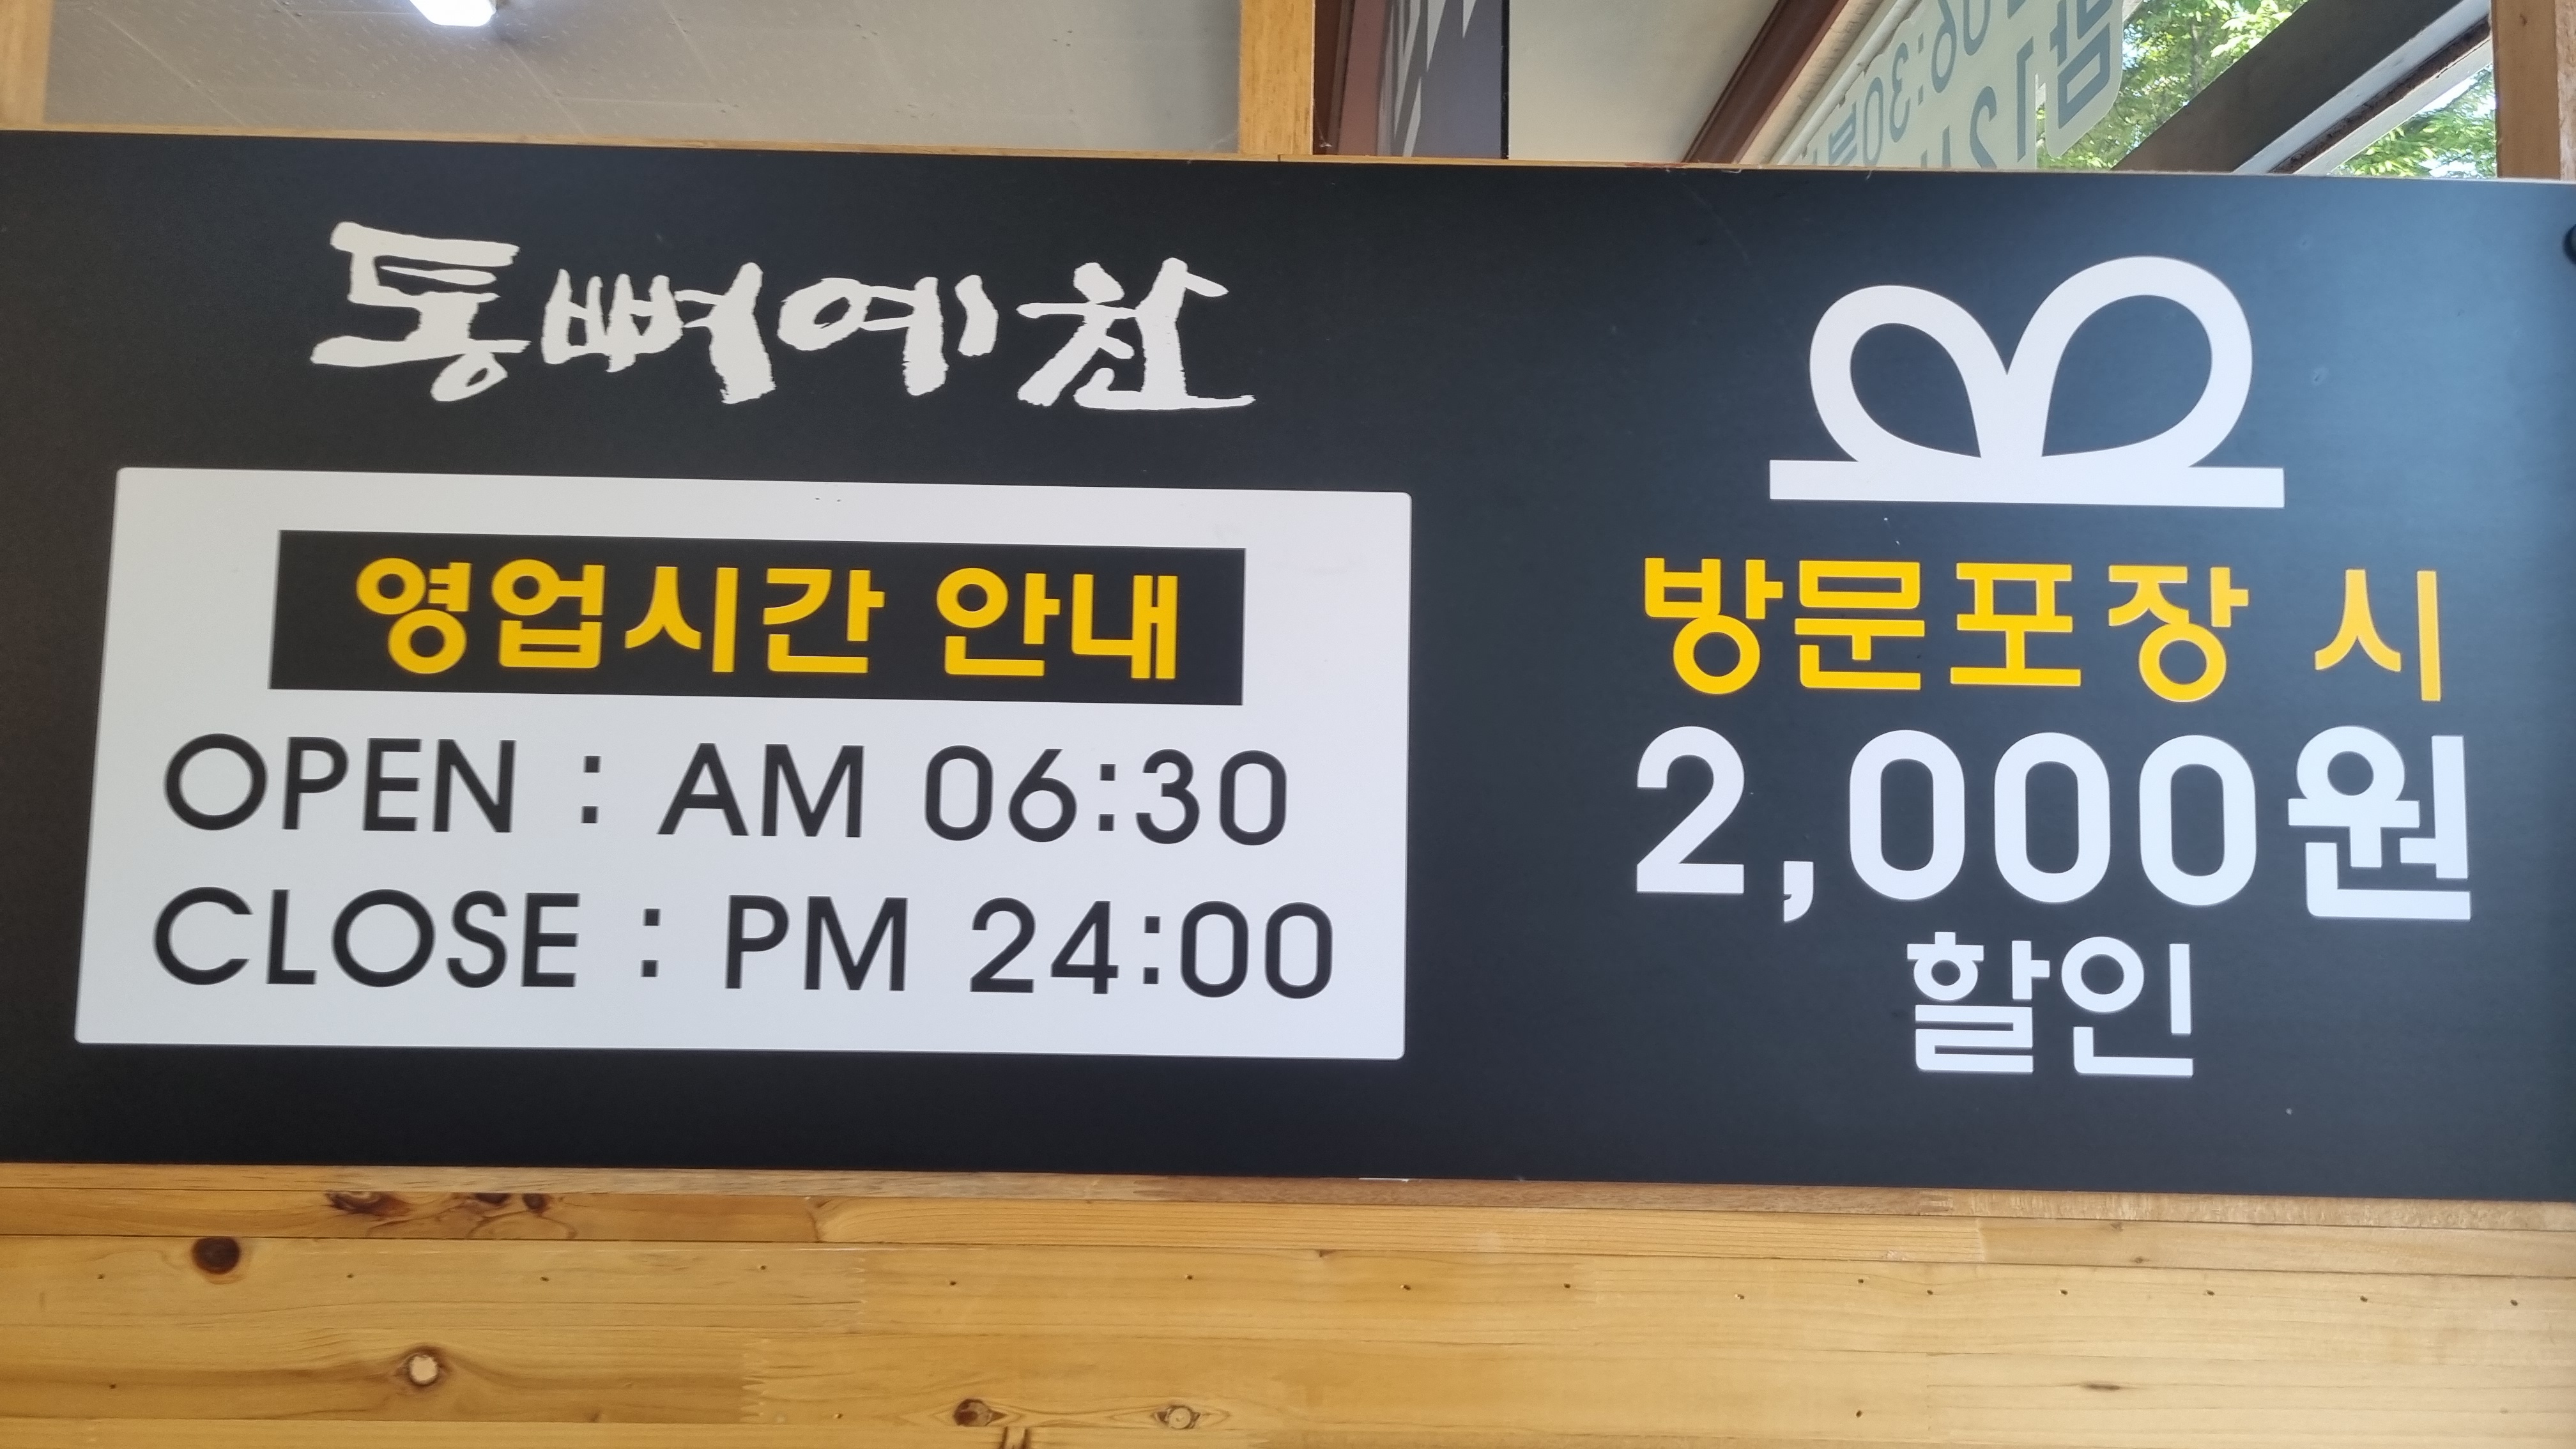 통뼈예찬
영업시간 안내
OPEN : AM 06:30
CLOSE : PM 24:00
방문포장 시
2,000원
할인